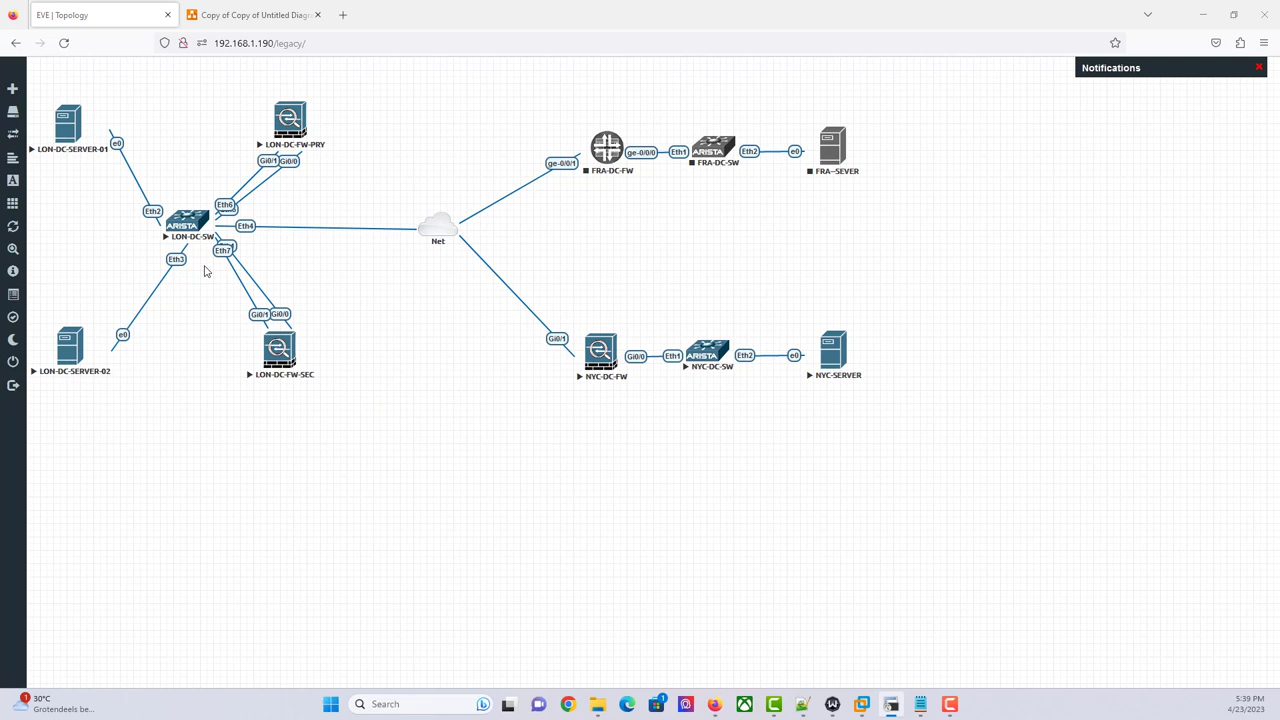 EVE | Topology
Copy of Copy of Untitled Diagr
192.168.1.190/legacy/
Notifications
LON-DC-SERVER-01
e0
LON-DC-FW-PRY
Gi0/1
Gi0/0
Eth2
Eth6
ARISTA
LON-DC-SW
Eth4
Eth7
Eth3
Net
ge-0/0/1
FRA-DC-FW
ge-0/0/0
Eth1
ARISTA
FRA-DC-SW
Eth2
e0
FRA--SEVER
e0
LON-DC-SERVER-02
Gi0/1
Gi0/0
LON-DC-FW-SEC
Gi0/1
NYC-DC-FW
Gi0/0
Eth1
ARISTA
NYC-DC-SW
Eth2
e0
NYC-SERVER
1
30°C
Grotendeels be...
Search
1
5:39 PM
4/23/2023